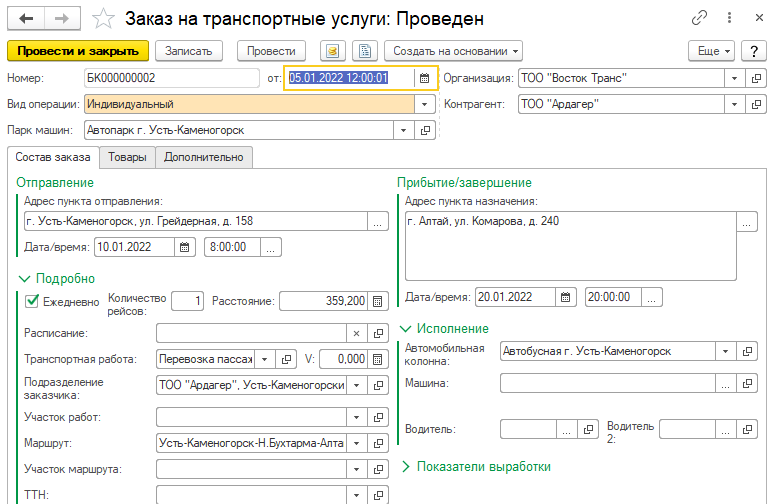 Заказ на транспортные услуги: Проведен
Провести и закрыть Записать Провести Создать на основании Еще ?
Номер: БК000000002 от: 05.01.2022 12:00:01 Организация: ТОО "Восток Транс"
Вид операции: Индивидуальный Контрагент: ТОО "Ардагер"
Парк машин: Автопарк г. Усть-Каменогорск
Состав заказа Товары Дополнительно
Отправление Прибытие/завершение
Адрес пункта отправления: Адрес пункта назначения:
г. Усть-Каменогорск, ул. Грейдерная, д. 158 ... г. Алтай, ул. Комарова, д. 240 ...
Дата/время: 10.01.2022 8:00:00 ...
Подробно Дата/время: 20.01.2022 20:00:00 ...
Ежедневно Количество рейсов: 1 Расстояние: 359,200
Исполнение
Расписание:
Автомобильная колонна: Автобусная г. Усть-Каменогорск
Транспортная работа: Перевозка пассаж V: 0,000
Подразделение заказчика: ТОО "Ардагер", Усть-Каменогорски Машина: ...
Участок работ:
Водитель: ... Водитель 2: ...
Маршрут: Усть-Каменогорск-Н.Бухтарма-Алта
Участок маршрута: Показатели выработки
ТТН: